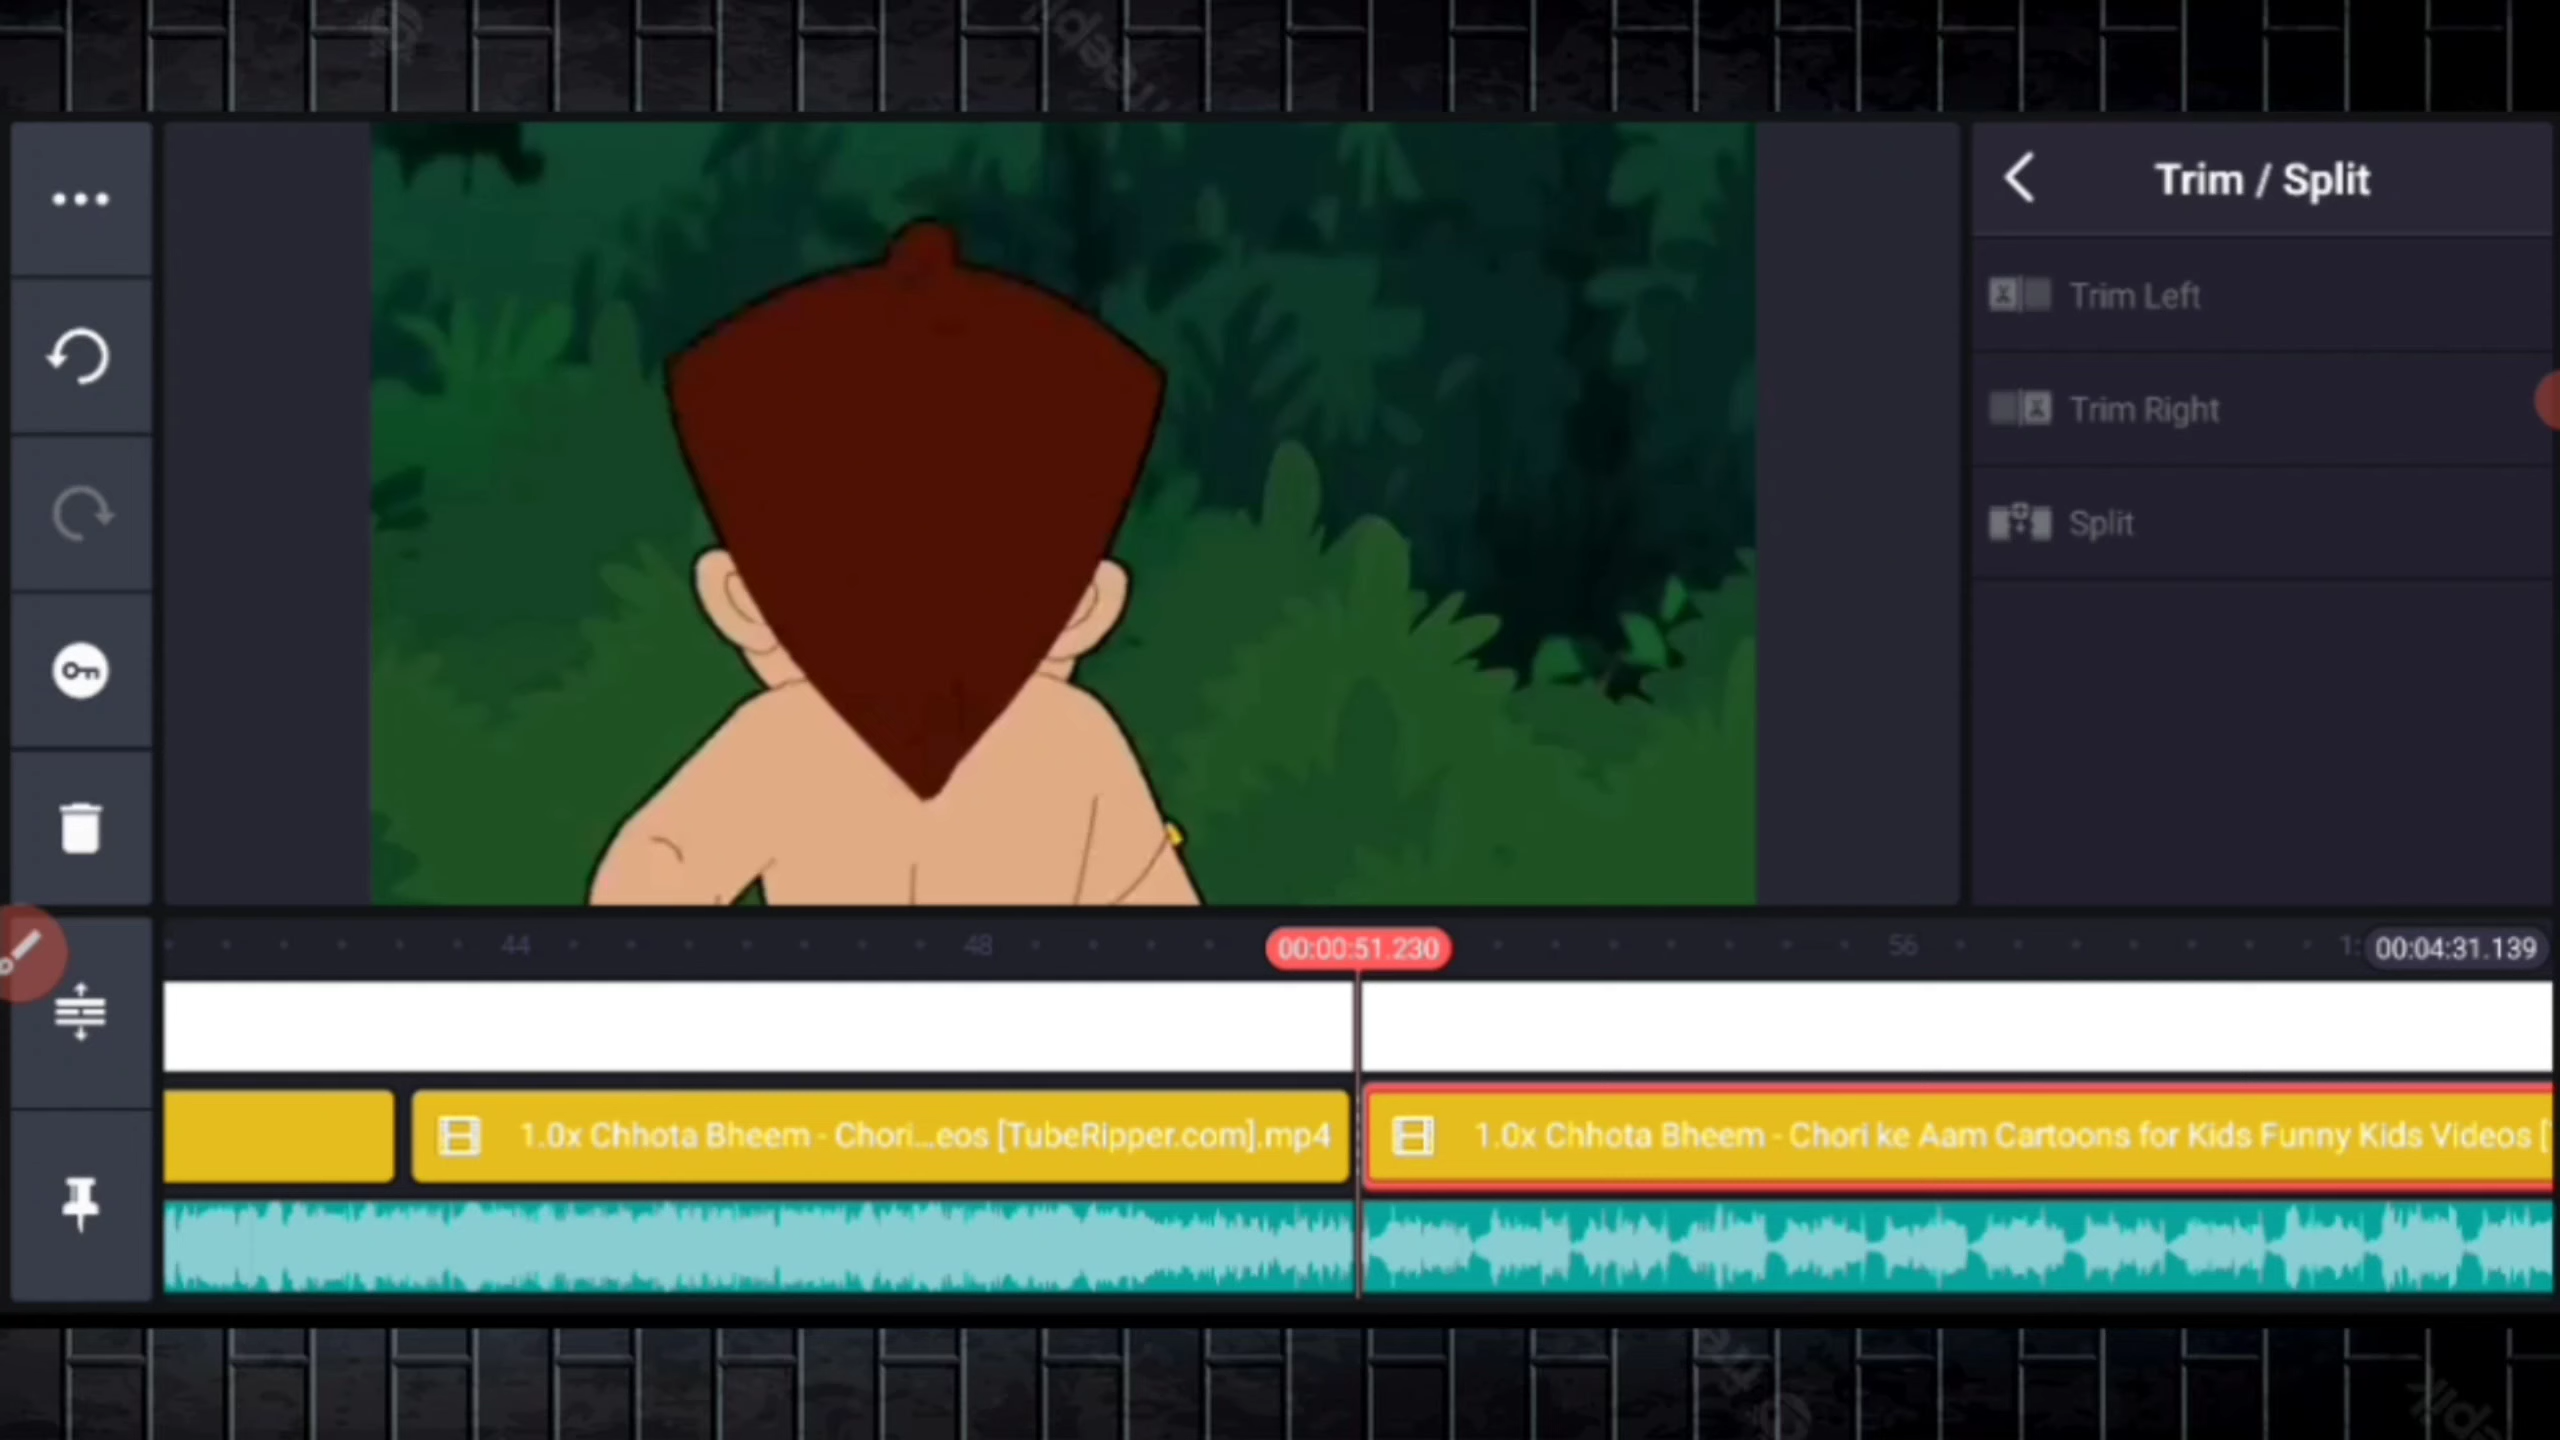 Trim / Split
Trim Left
Trim Right
Split
44
48
00:00:51.230
56
1:
00:04:31.139
1.0x Chhota Bheem - Chori...eos [TubeRipper.com].mp4
1.0x Chhota Bheem - Chori ke Aam Cartoons for Kids Funny Kids Videos [